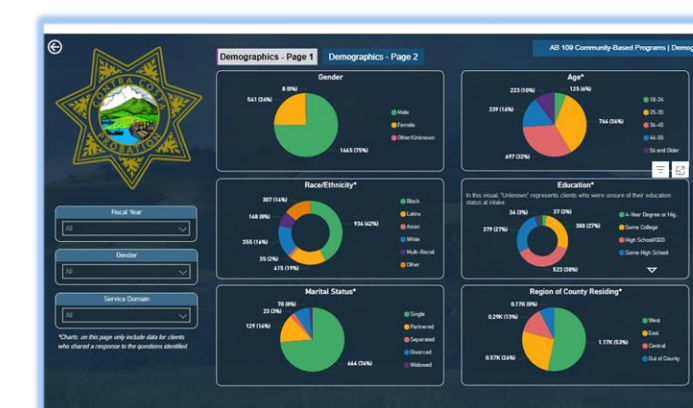 AB 109 Community-Based Programs | Demog
Demographics - Page 1
Demographics - Page 2
CONTRA COSTA
PROBATION
Fiscal Year
All
Gender
All
Service Domain
All
*Charts on this page only include data for clients
who shared a response to the questions identified.
Gender
8 (0%)
541 (24%)
1665 (75%)
Male
Female
Other/Unknown
Age*
223 (10%)
125 (6%)
339 (16%)
764 (36%)
697 (32%)
18-24
25-35
36-45
46-55
56 and Older
Race/Ethnicity*
307 (14%)
168 (8%)
934 (42%)
355 (16%)
35 (2%)
415 (19%)
Black
Latinx
Asian
White
Multi-Racial
Other
Education*
In this visual, "Unknown" represents clients who were unsure of their education
status at intake.
36 (3%)
37 (3%)
379 (27%)
380 (27%)
523 (38%)
4-Year Degree or Hig..
Some College
High School/GED
Some High School
Marital Status*
70 (8%)
23 (3%)
129 (14%)
664 (74%)
Single
Partnered
Separated
Divorced
Widowed
Region of County Residing*
0.17K (8%)
0.29K (13%)
1.17K (53%)
0.57K (26%)
West
East
Central
Out of County